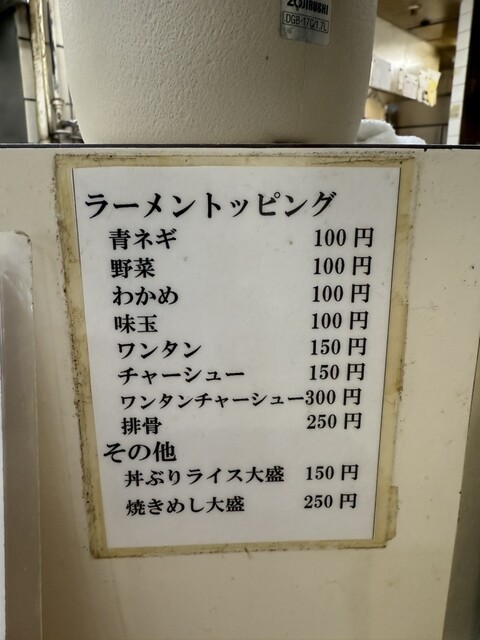 ZOJIRUSHI
DGB-170/1.7L
ラーメントッピング
青ネギ 100円
野菜 100円
わかめ 100円
味玉 100円
ワンタン 150円
チャーシュー 150円
ワンタンチャーシュー300円
排骨 250円
その他
丼ぶりライス大盛 150円
焼きめし大盛 250円